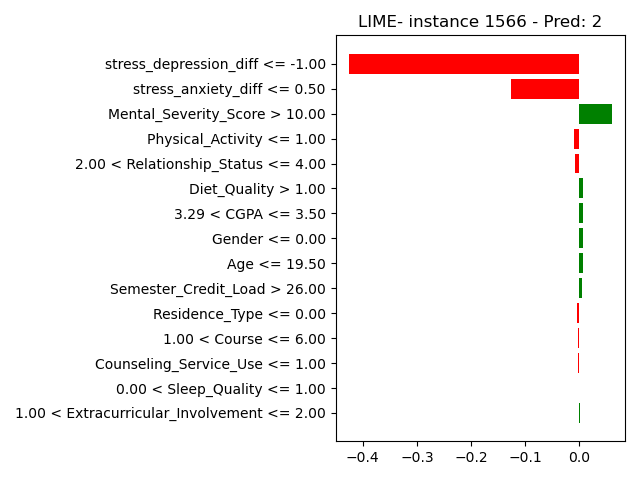 LIME- instance 1566 - Pred: 2
stress_depression_diff <= -1.00
stress_anxiety_diff <= 0.50
Mental_Severity_Score > 10.00
Physical_Activity <= 1.00
2.00 < Relationship_Status <= 4.00
Diet_Quality > 1.00
3.29 < CGPA <= 3.50
Gender <= 0.00
Age <= 19.50
Semester_Credit_Load > 26.00
Residence_Type <= 0.00
1.00 < Course <= 6.00
Counseling_Service_Use <= 1.00
0.00 < Sleep_Quality <= 1.00
1.00 < Extracurricular_Involvement <= 2.00
−0.4 −0.3 −0.2 −0.1 0.0